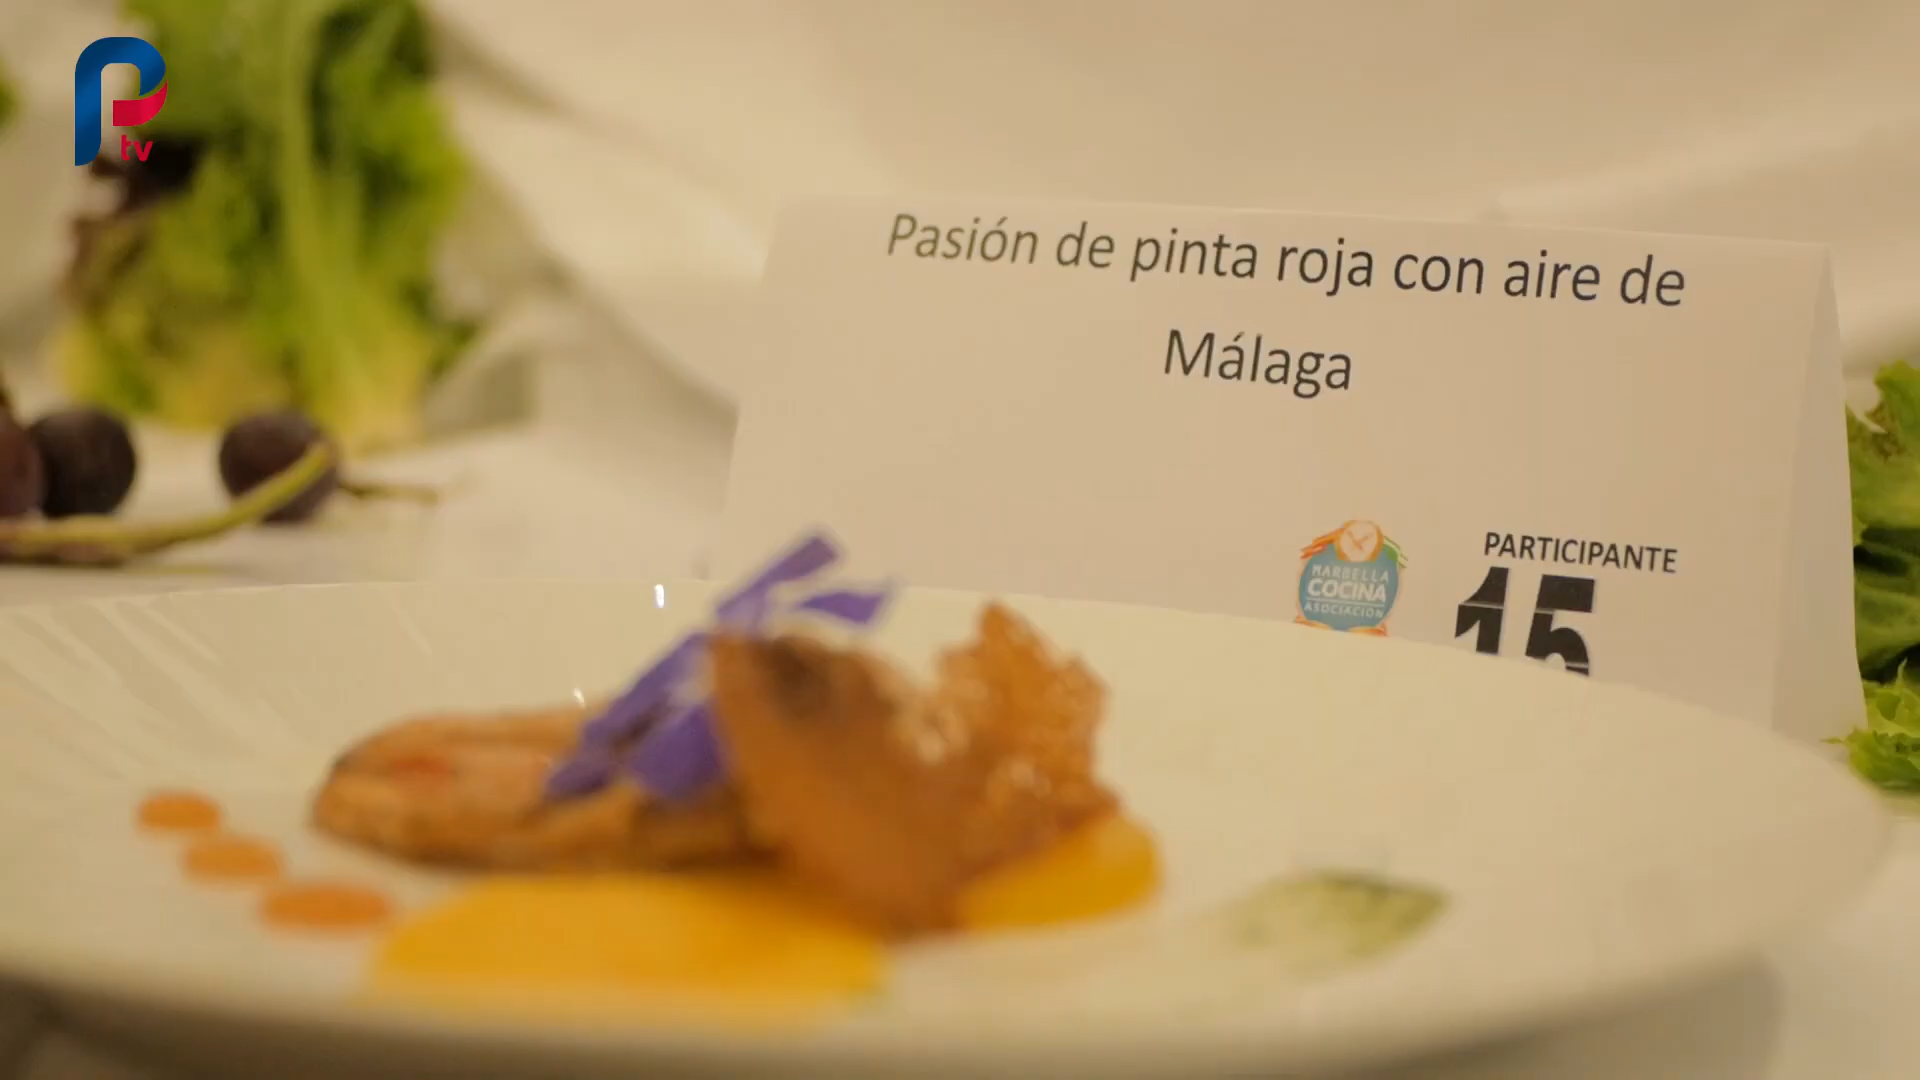 P
tv
Pasión de pinta roja con aire de
Málaga
MARBELLA
COCINA
ASOCIACIÓN
PARTICIPANTE
15